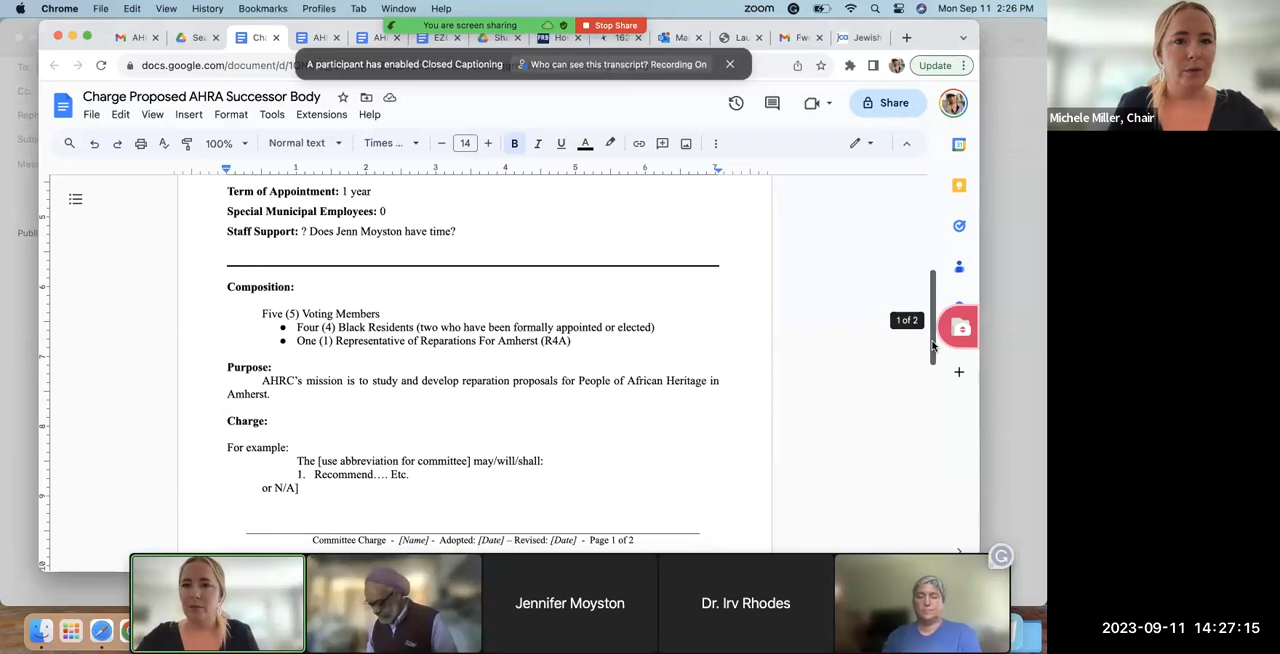 Chrome File Edit View History Bookmarks Profiles Tab Window Help zoom Mon Sep 11 2:26 PM
You are screen sharing Stop Share
Michele Miller, Chair
docs.google.com/document/d/1 Update
A participant has enabled Closed Captioning Who can see this transcript? Recording On
Charge Proposed AHRA Successor Body
File Edit View Insert Format Tools Extensions Help
Share
100% Normal text Times ... 14 B I U A
1 2 3 4 5 6 7
Term of Appointment: 1 year
Special Municipal Employees: 0
Staff Support: ? Does Jenn Moyston have time?
Composition:
Five (5) Voting Members
● Four (4) Black Residents (two who have been formally appointed or elected)
● One (1) Representative of Reparations For Amherst (R4A)
1 of 2
Purpose:
AHRC's mission is to study and develop reparation proposals for People of African Heritage in
Amherst.
Charge:
For example:
The [use abbreviation for committee] may/will/shall:
1. Recommend…. Etc.
or N/A]
Committee Charge - [Name] - Adopted: [Date] – Revised: [Date] - Page 1 of 2
Jennifer Moyston
Dr. Irv Rhodes
2023-09-11 14:27:15